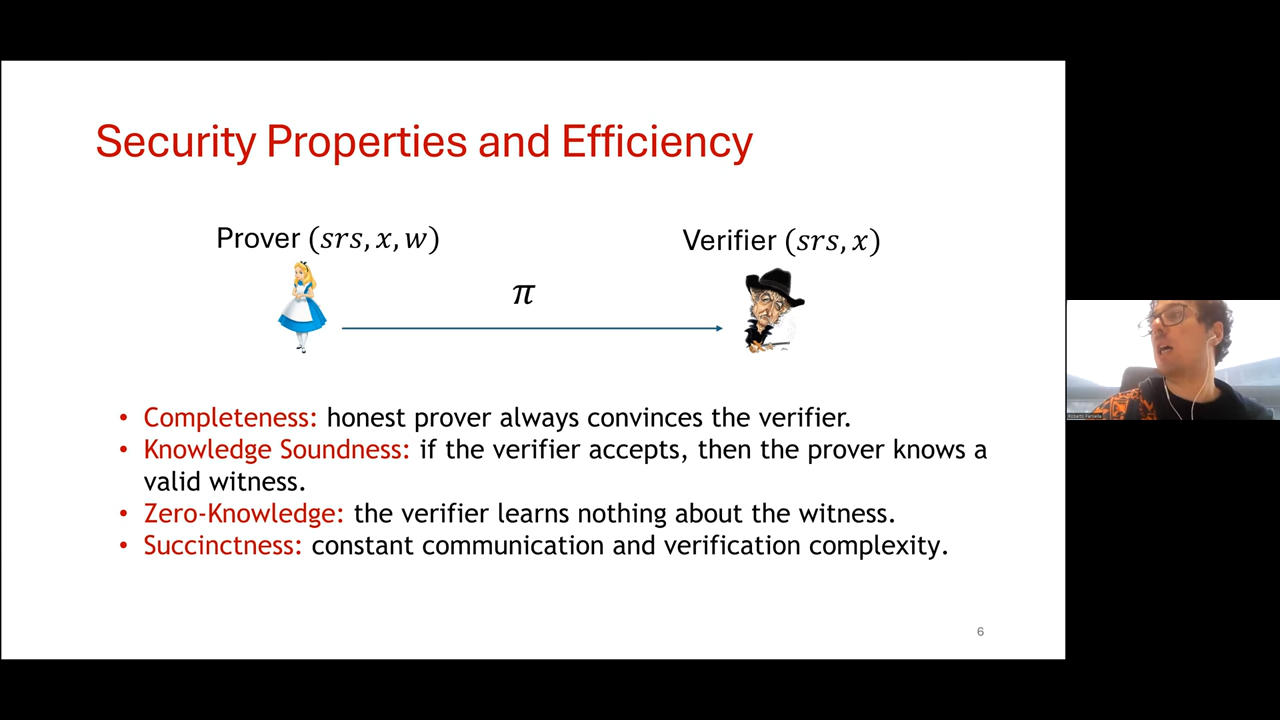 Security Properties and Efficiency
Prover (srs, x, w)
Verifier (srs, x)
π
• Completeness: honest prover always convinces the verifier.
• Knowledge Soundness: if the verifier accepts, then the prover knows a
valid witness.
• Zero-Knowledge: the verifier learns nothing about the witness.
• Succinctness: constant communication and verification complexity.
6